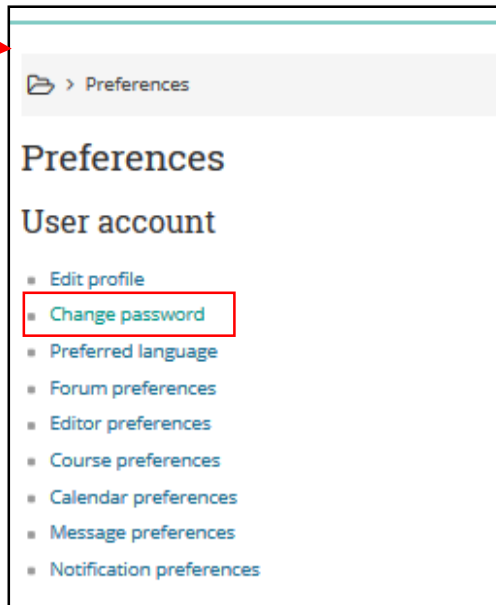 > Preferences
Preferences
User account
Edit profile
Change password
Preferred language
Forum preferences
Editor preferences
Course preferences
Calendar preferences
Message preferences
Notification preferences